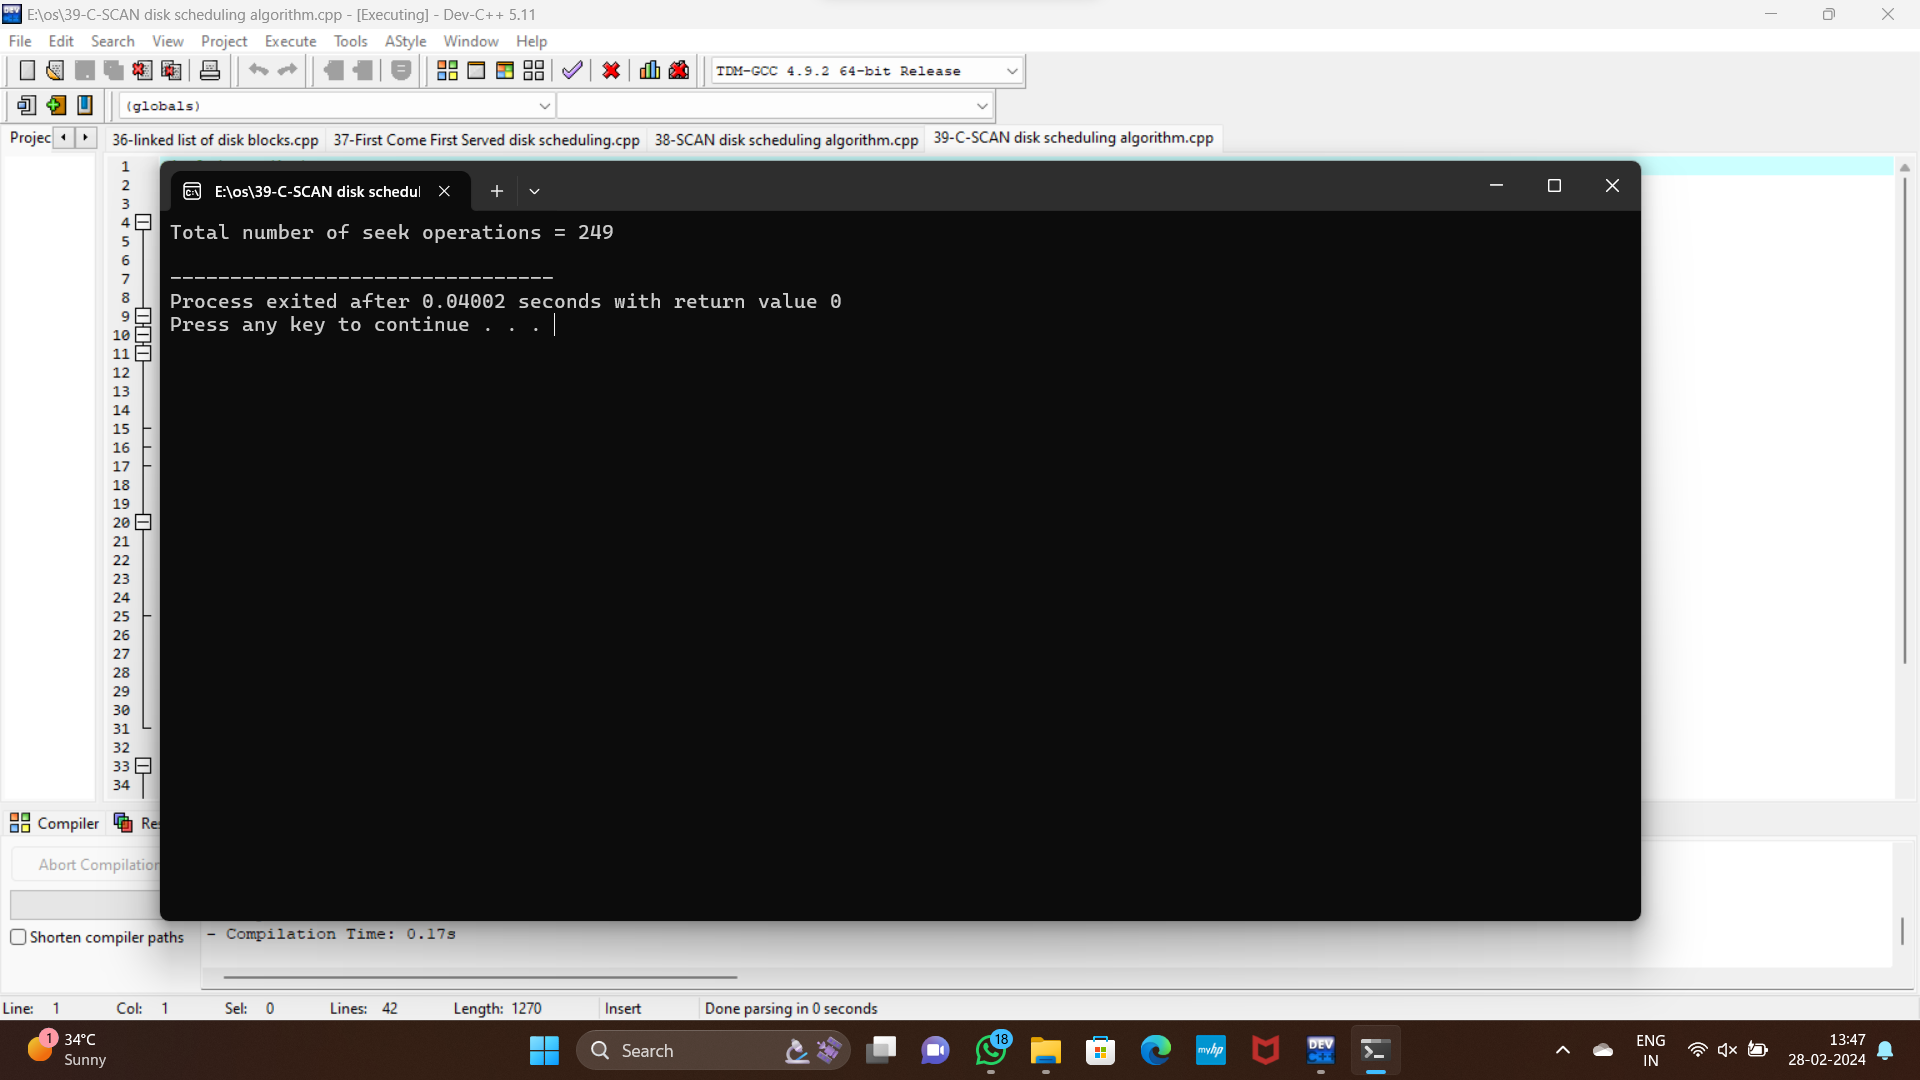 E:\os\39-C-SCAN disk scheduling algorithm.cpp - [Executing] - Dev-C++ 5.11
File Edit Search View Project Execute Tools AStyle Window Help
TDM-GCC 4.9.2 64-bit Release
(globals)
Projec 36-linked list of disk blocks.cpp 37-First Come First Served disk scheduling.cpp 38-SCAN disk scheduling algorithm.cpp 39-C-SCAN disk scheduling algorithm.cpp
1
2
3
4
5
6
7
8
9
10
11
12
13
14
15
16
17
18
19
20
21
22
23
24
25
26
27
28
29
30
31
32
33
34
E:\os\39-C-SCAN disk schedul
Total number of seek operations = 249
--------------------------------
Process exited after 0.04002 seconds with return value 0
Press any key to continue . . .
Compiler Res
Abort Compilation
Shorten compiler paths
- Compilation Time: 0.17s
Line: 1 Col: 1 Sel: 0 Lines: 42 Length: 1270 Insert Done parsing in 0 seconds
1
34°C
Sunny
Search
18
myhp
DEV
C++
ENG
IN
13:47
28-02-2024